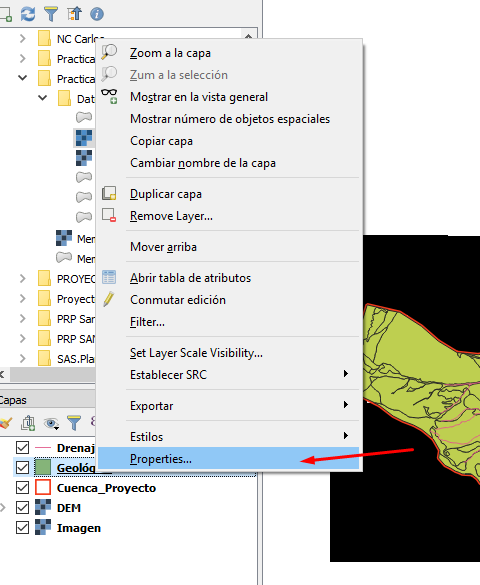 NC Carlo
Practica
Practica
Dat
Mer
Mer
PROYEC
Proyecto
PRP San
PRP SAN
SAS.Pla
Zoom a la capa
Zum a la selección
Mostrar en la vista general
Mostrar número de objetos espaciales
Copiar capa
Cambiar nombre de la capa
Duplicar capa
Remove Layer...
Mover arriba
Abrir tabla de atributos
Conmutar edición
Filter...
Set Layer Scale Visibility...
Establecer SRC
Exportar
Estilos
Properties...
Capas
Drenaj
Geológ
Cuenca_Proyecto
DEM
Imagen